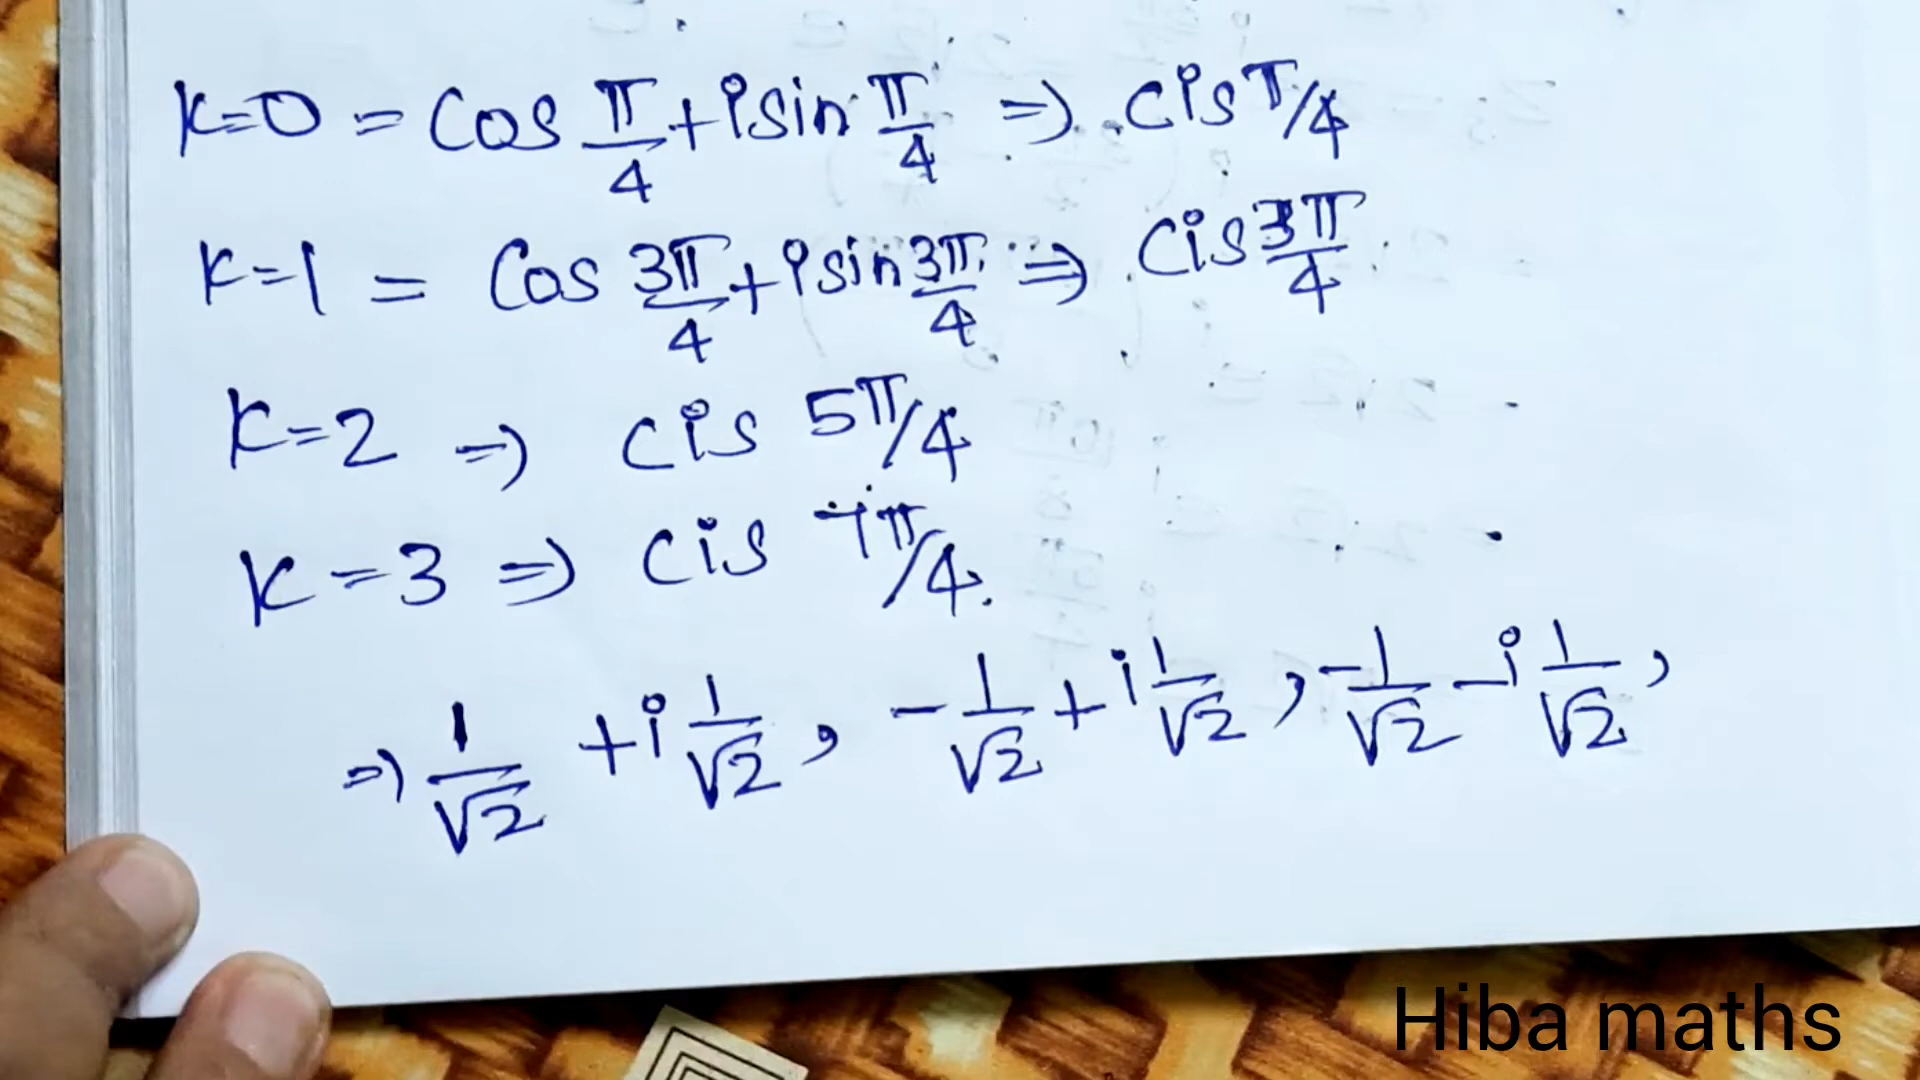 K=0 = Cos π/4 + i sin π/4 ⇒ cis π/4
K=1 = Cos 3π/4 + i sin 3π/4 ⇒ cis 3π/4
K=2 ⇒ cis 5π/4
K=3 ⇒ cis 7π/4.
⇒ 1/√2 + i 1/√2, -1/√2 + i 1/√2, -1/√2 - i 1/√2,
Hiba maths